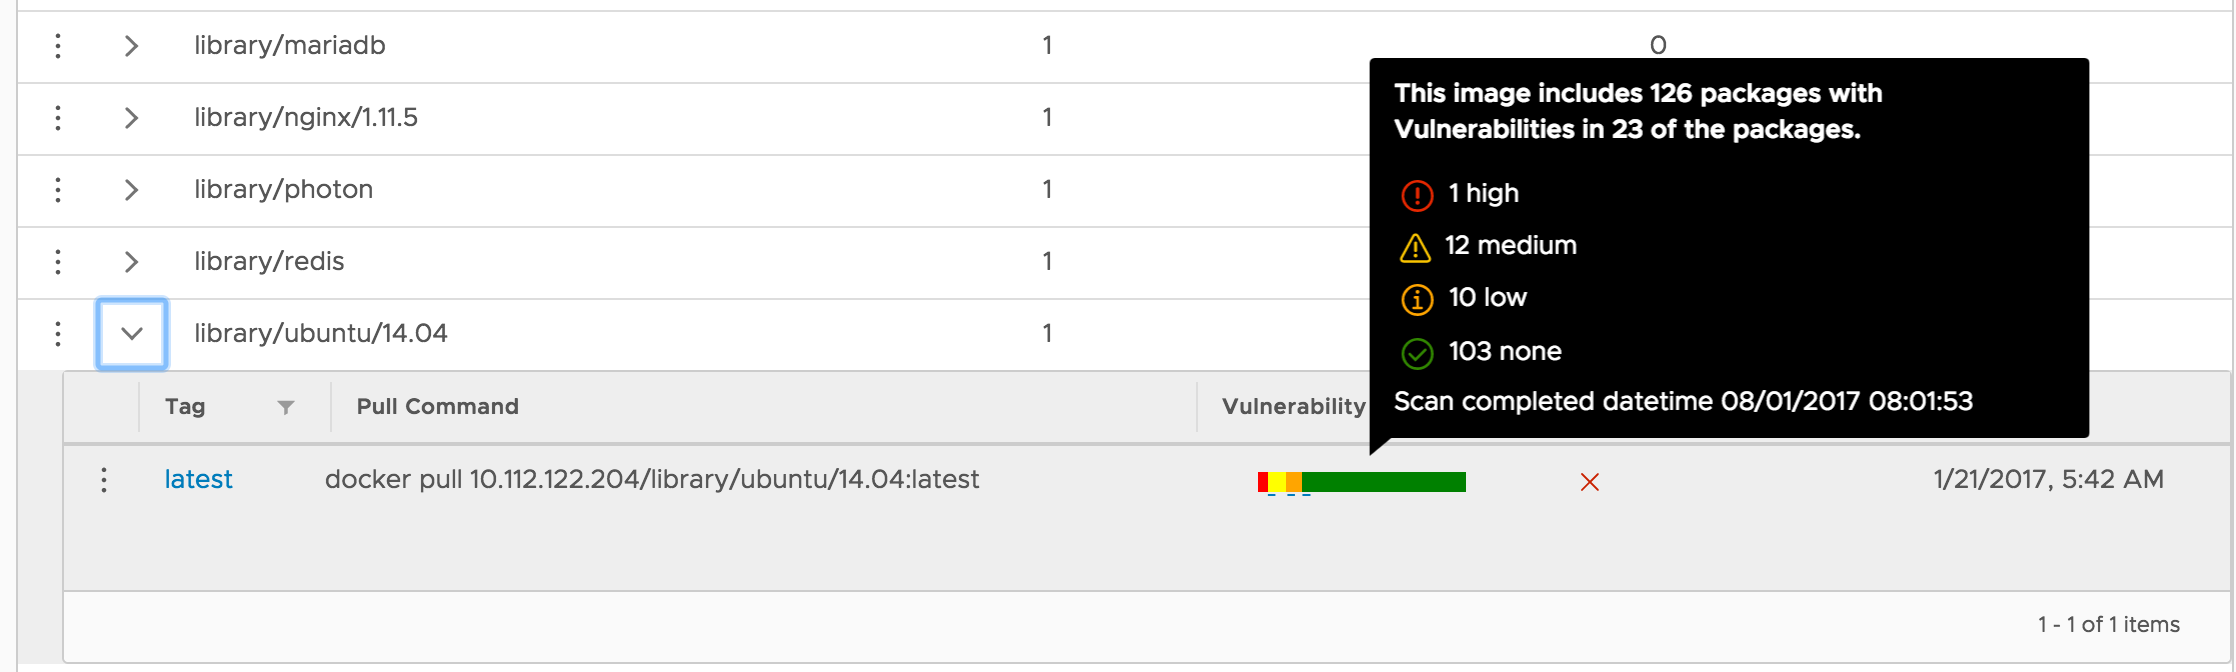 library/mariadb 1 0
library/nginx/1.11.5 1
library/photon 1
library/redis 1
library/ubuntu/14.04 1
This image includes 126 packages with
Vulnerabilities in 23 of the packages.
1 high
12 medium
10 low
103 none
Scan completed datetime 08/01/2017 08:01:53
Tag Pull Command Vulnerability
latest docker pull 10.112.122.204/library/ubuntu/14.04:latest 1/21/2017, 5:42 AM
1 - 1 of 1 items